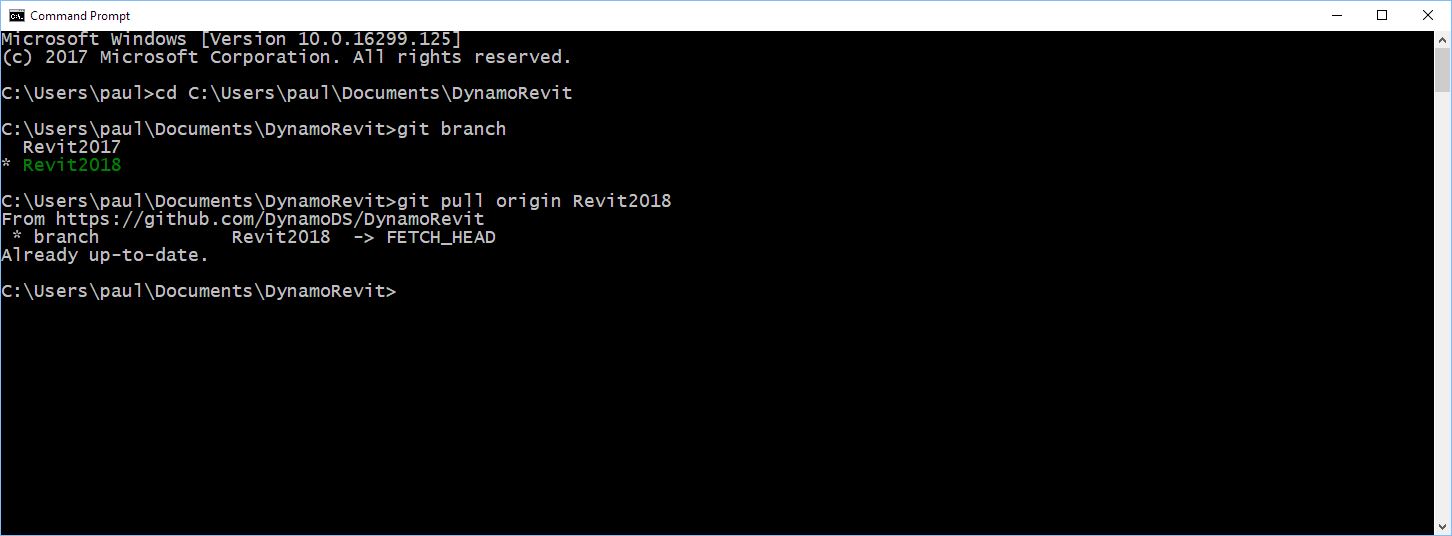 Command Prompt
Microsoft Windows [Version 10.0.16299.125]
(c) 2017 Microsoft Corporation. All rights reserved.
C:\Users\paul>cd C:\Users\paul\Documents\DynamoRevit
C:\Users\paul\Documents\DynamoRevit>git branch
  Revit2017
* Revit2018
C:\Users\paul\Documents\DynamoRevit>git pull origin Revit2018
From https://github.com/DynamoDS/DynamoRevit
 * branch            Revit2018  -> FETCH_HEAD
Already up-to-date.
C:\Users\paul\Documents\DynamoRevit>